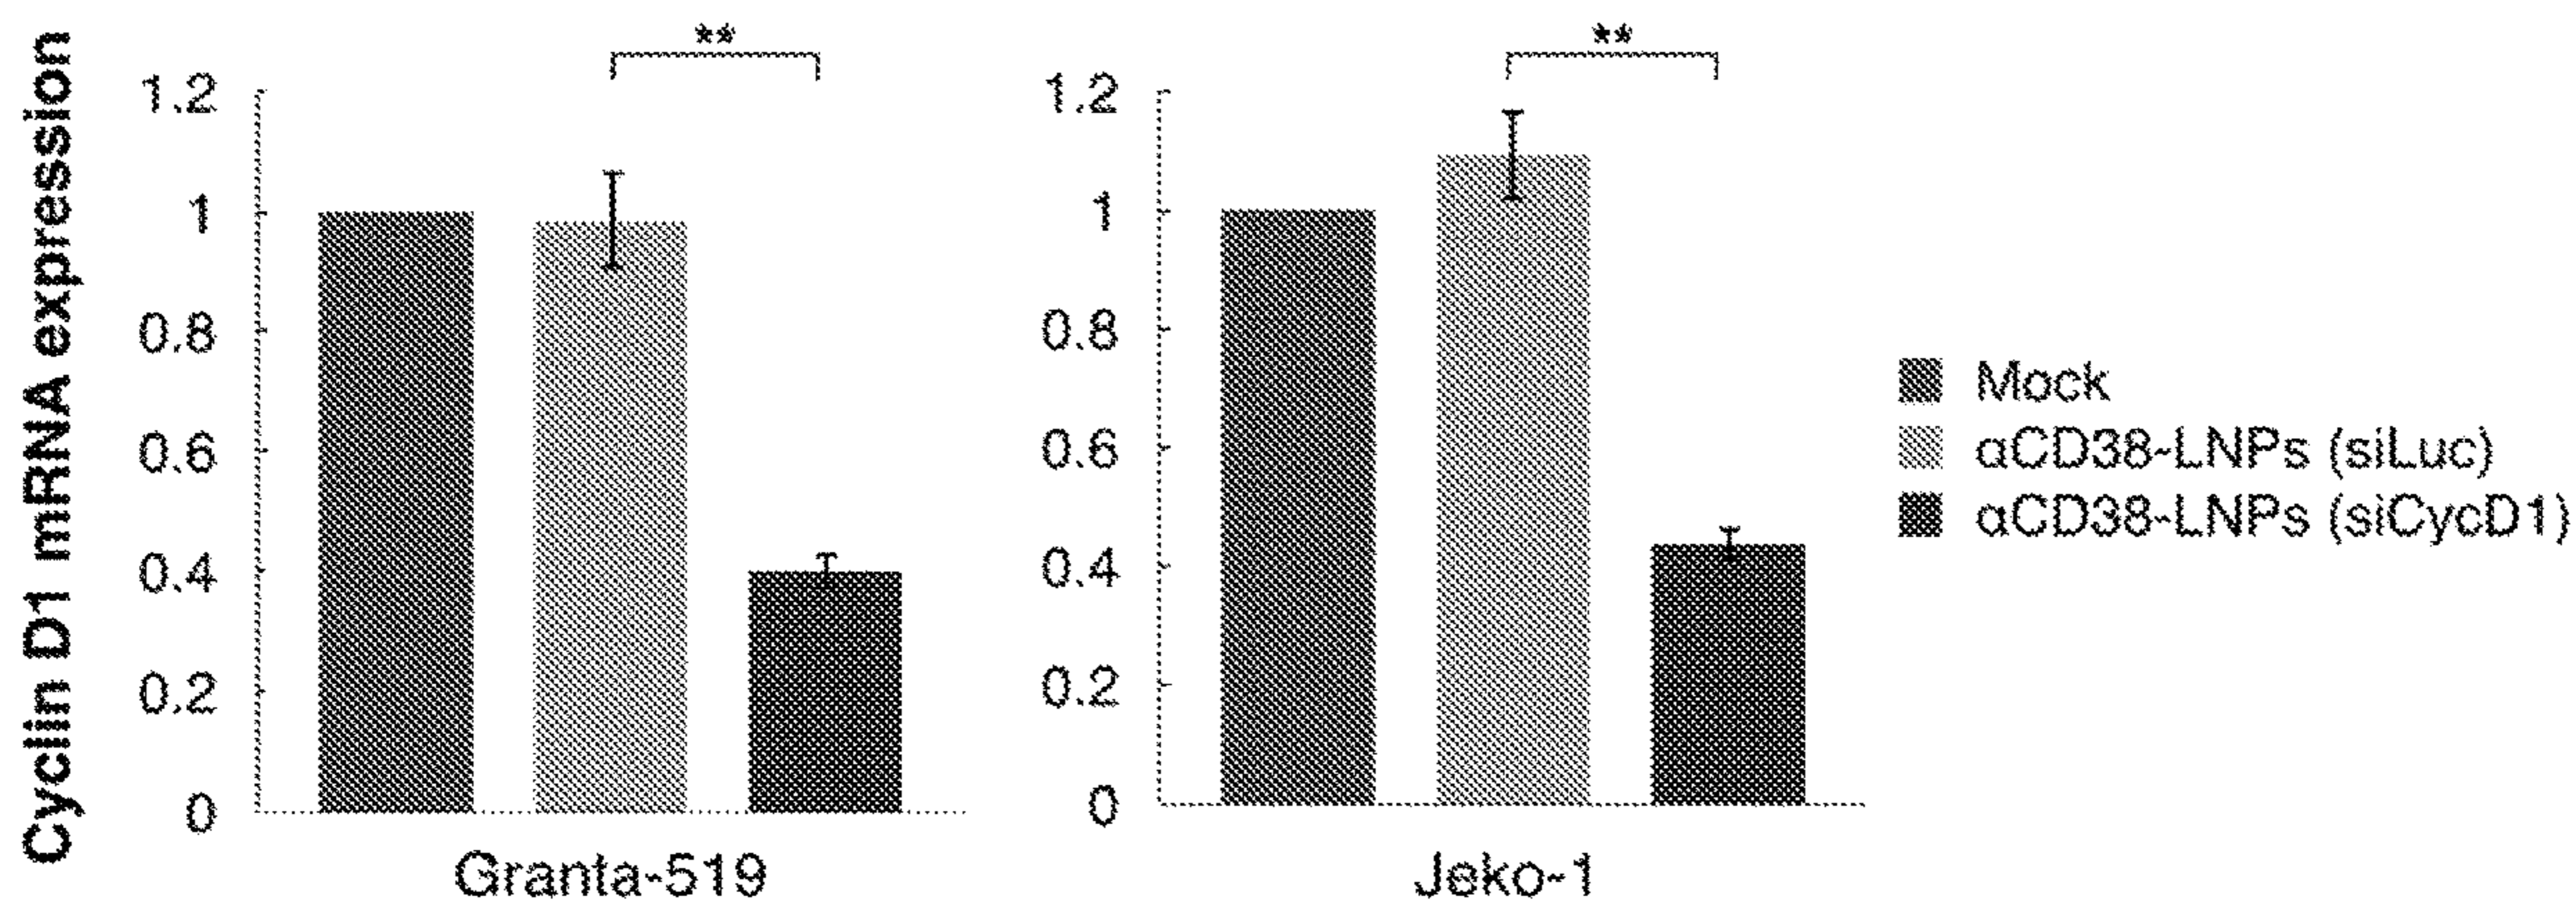 Cyclin D1 mRNA expression
**
1.2
1
0.8
0.6
0.4
0.2
0
Granta-519
**
1.2
1
0.8
0.6
0.4
0.2
0
Jeko-1
Mock
αCD38-LNPs (siLuc)
αCD38-LNPs (siCycD1)